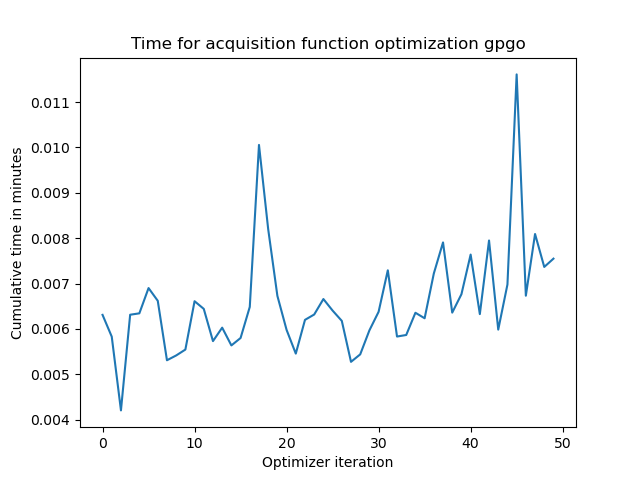 Time for acquisition function optimization gpgo
Cumulative time in minutes
0.011
0.010
0.009
0.008
0.007
0.006
0.005
0.004
0 10 20 30 40 50
Optimizer iteration